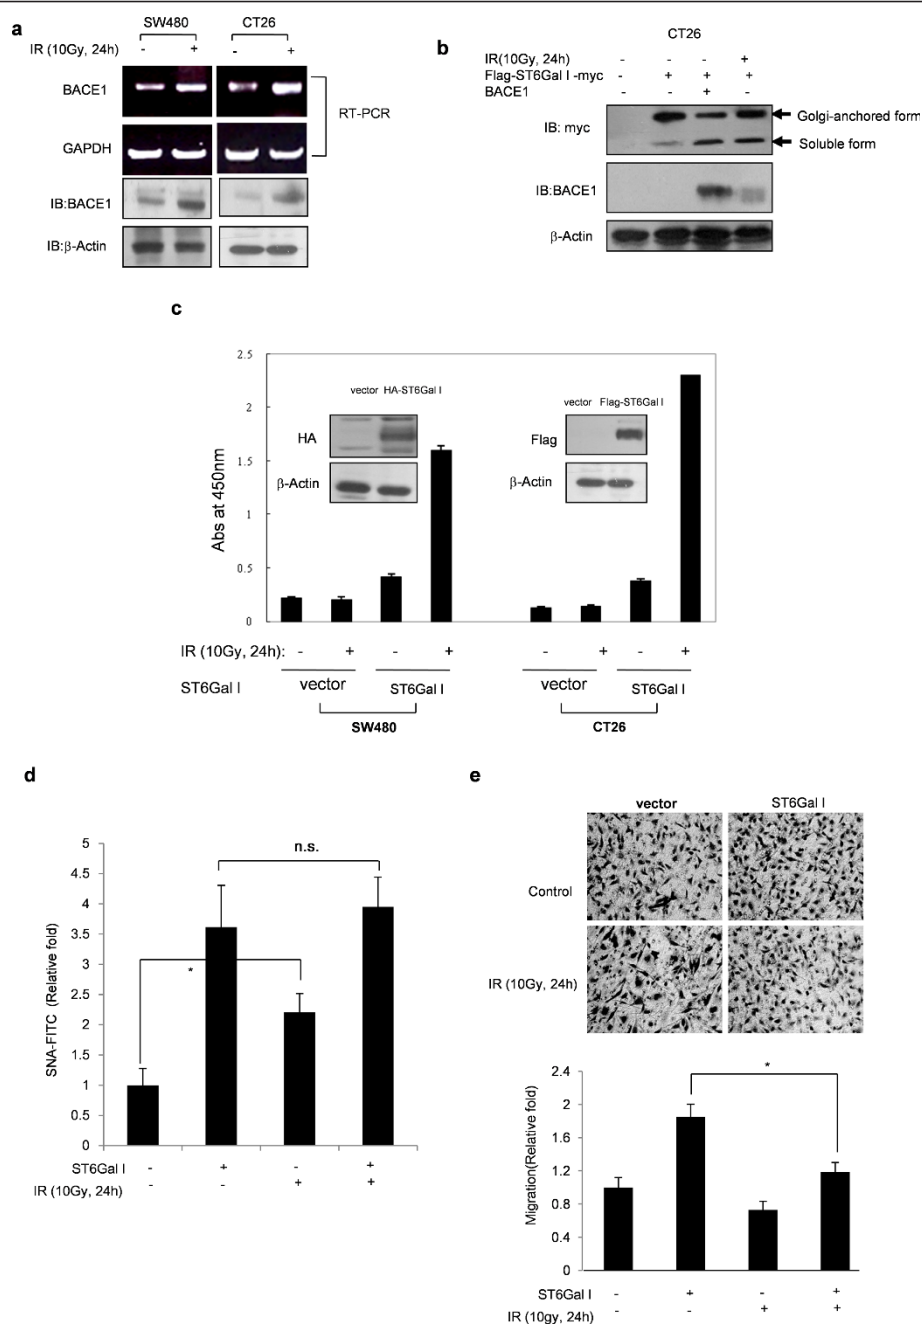 a
SW480 CT26
IR (10Gy, 24h) - + - +
BACE1
RT-PCR
GAPDH
IB:BACE1
IB:β-Actin
b
CT26
IR(10Gy, 24h) - - - +
Flag-ST6Gal I -myc - + + +
BACE1 - - + -
IB: myc
Golgi-anchored form
Soluble form
IB:BACE1
β-Actin
c
2.5
2
1.5
1
0.5
0
Abs at 450nm
vector HA-ST6Gal I
HA
β-Actin
vector Flag-ST6Gal I
Flag
β-Actin
IR (10Gy, 24h): - + - + - + - +
ST6Gal I vector ST6Gal I vector ST6Gal I
SW480 CT26
d
5
4.5
4
3.5
3
2.5
2
1.5
1
0.5
0
SNA-FITC (Relative fold)
n.s.
*
ST6Gal I - + - +
IR (10Gy, 24h) - - + +
e
vector ST6Gal I
Control
IR (10Gy, 24h)
2.4
2
1.6
1.2
0.8
0.4
0
Migration(Relative fold)
*
ST6Gal I - + - +
IR (10gy, 24h) - - + +